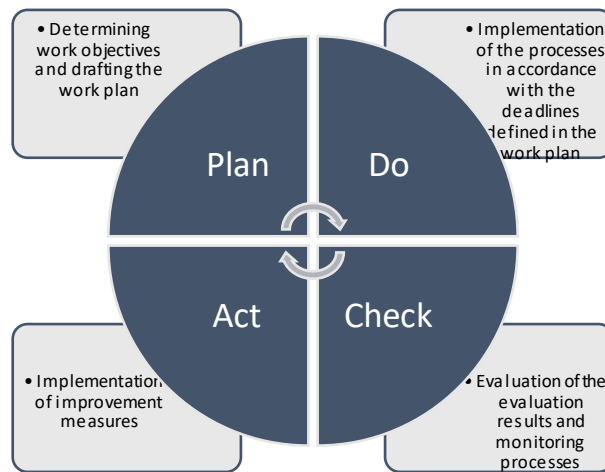 • Determining
work objectives
and drafting the
work plan
• Implementation
of the processes
in accordance
with the
deadlines
defined in the
work plan
Plan
Do
Act
Check
• Implementation
of improvement
measures
• Evaluation of the
evaluation
results and
monitoring
processes